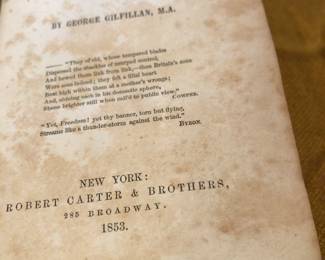 BY GEORGE GILFILLAN, M.A.
"They of old, whose tempered blades
Dispersed the shackles of usurped control,
And hewed them link from link,—then Britain's sons
Were sons indeed; they felt a filial heart
Beat high within them at a mother's wrongs;
And, shining each in his domestic sphere,
Shone brighter still when call'd to public view." COWPER.
"Yet, Freedom! yet thy banner, torn but flying,
Streams like a thunder-storm against the wind."
BYRON
NEW YORK:
ROBERT CARTER & BROTHERS,
285 BROADWAY.
1853.